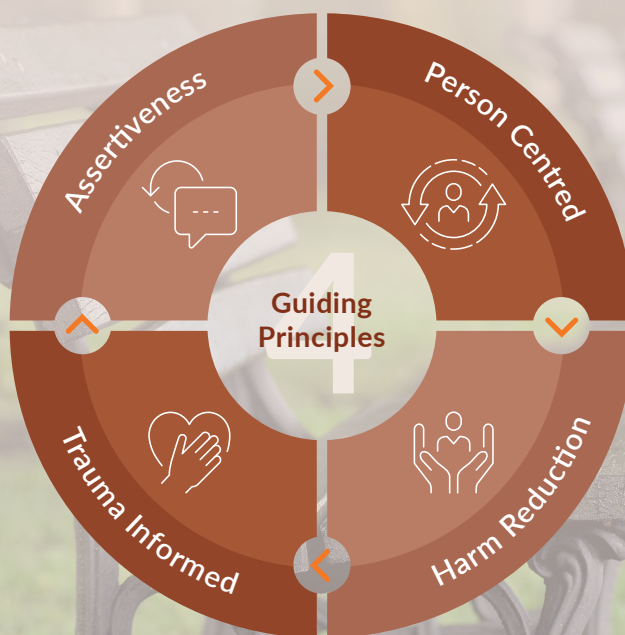 Assertiveness
Person Centred
4
Guiding
Principles
Trauma Informed
Harm Reduction